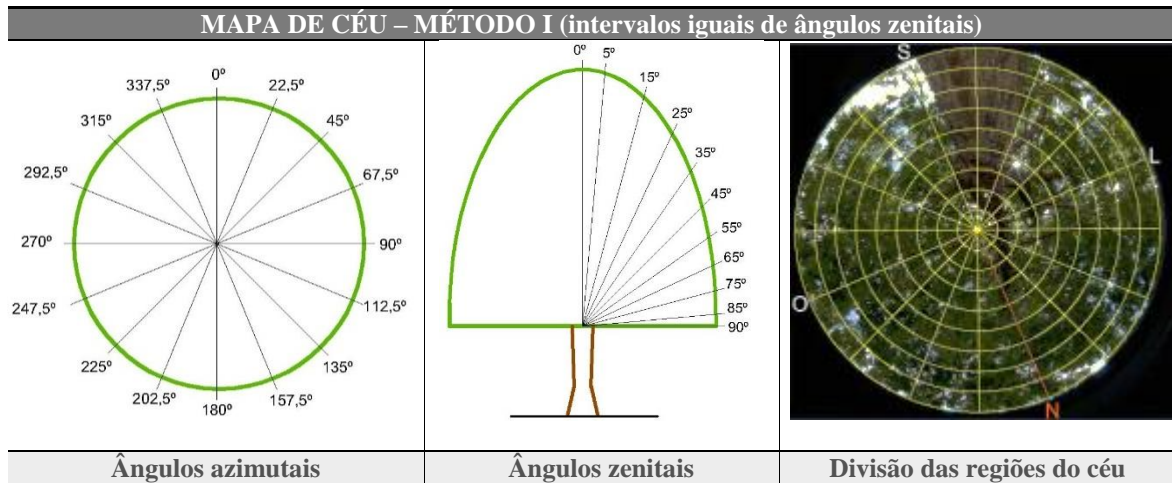 MAPA DE CÉU – MÉTODO I (intervalos iguais de ângulos zenitais)
0º
22,5º
45º
67,5º
90º
112,5º
135º
157,5º
180º
202,5º
225º
247,5º
270º
292,5º
315º
337,5º
0º
5º
15º
25º
35º
45º
55º
65º
75º
85º
90º
S
L
O
N
Ângulos azimutais
Ângulos zenitais
Divisão das regiões do céu